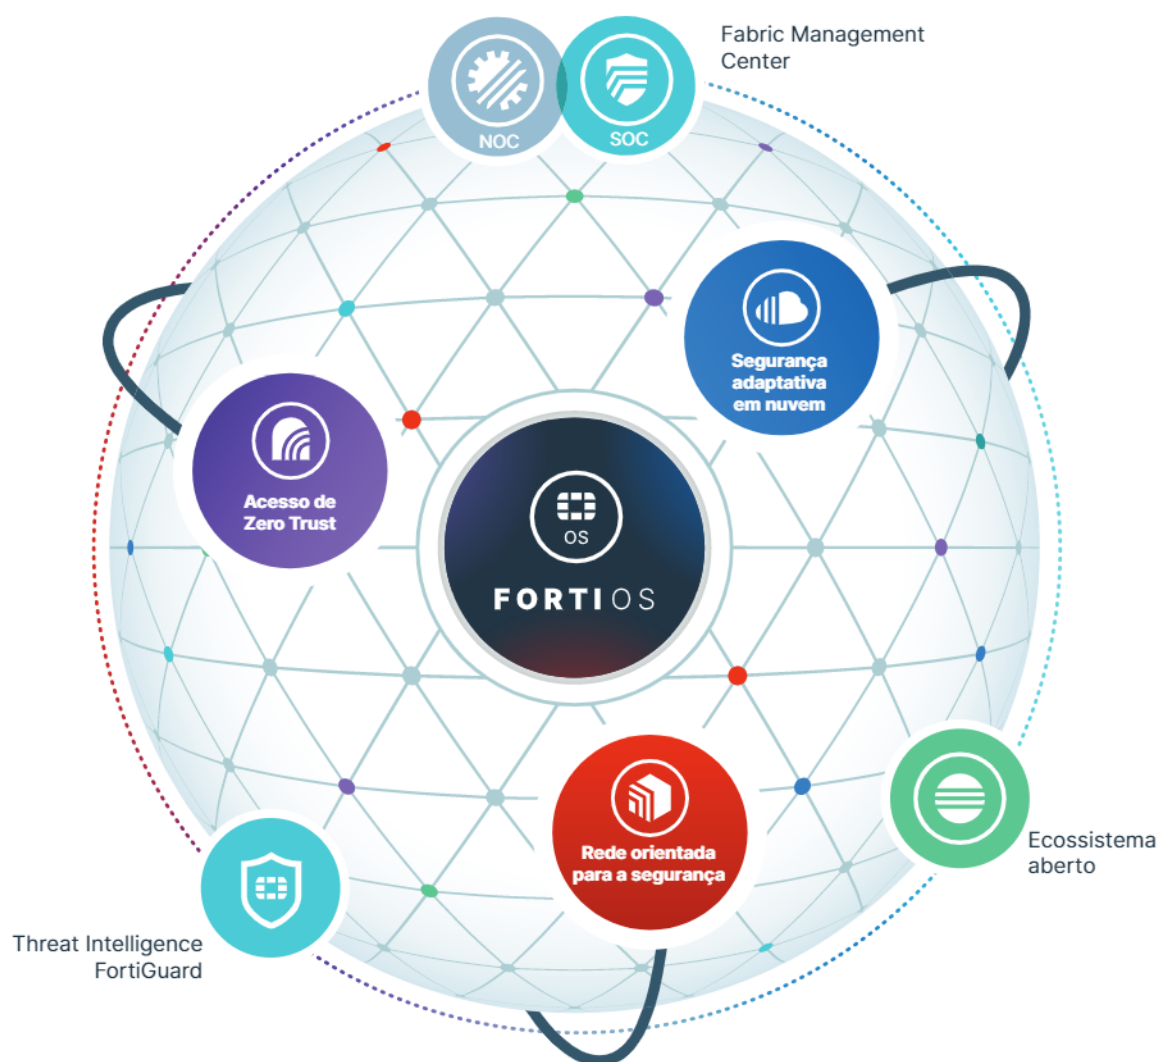 Fabric Management
Center
NOC
SOC
Segurança
adaptativa
em nuvem
Acesso de
Zero Trust
OS
FORTIOS
Rede orientada
para a segurança
Ecossistema
aberto
Threat Intelligence
FortiGuard